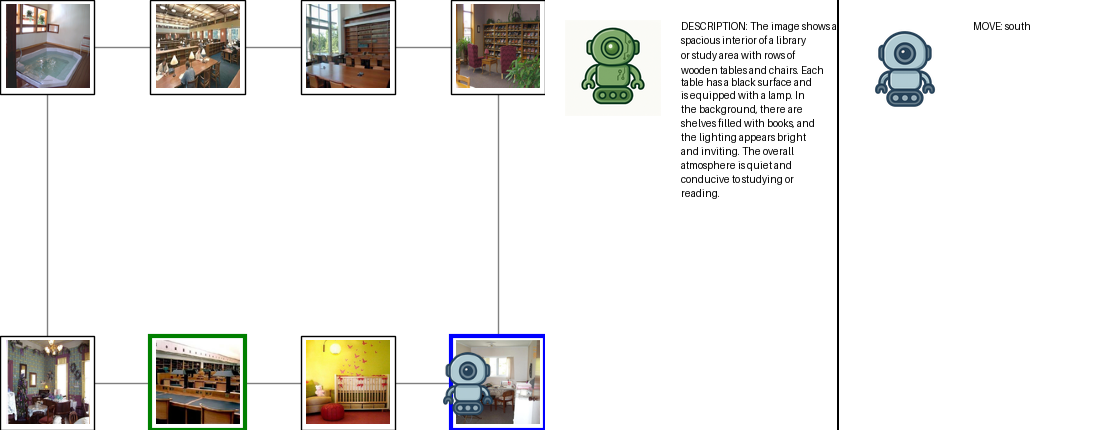 DESCRIPTION: The image shows a
spacious interior of a library
or study area with rows of
wooden tables and chairs. Each
table has a black surface and
is equipped with a lamp. In
the background, there are
shelves filled with books, and
the lighting appears bright
and inviting. The overall
atmosphere is quiet and
conducive to studying or
reading.
MOVE: south